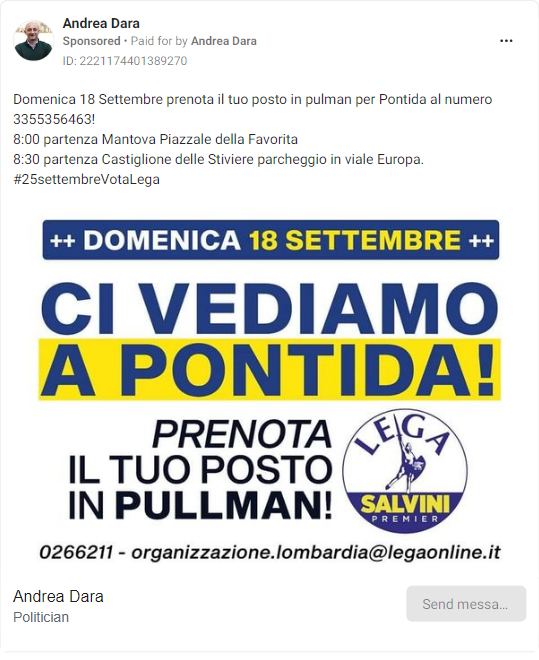 Andrea Dara
Sponsored • Paid for by Andrea Dara
ID: 2221174401389270
Domenica 18 Settembre prenota il tuo posto in pulman per Pontida al numero
3355356463!
8:00 partenza Mantova Piazzale della Favorita
8:30 partenza Castiglione delle Stiviere parcheggio in viale Europa.
#25settembreVotaLega
++ DOMENICA 18 SETTEMBRE ++
CI VEDIAMO
A PONTIDA!
PRENOTA
IL TUO POSTO
IN PULLMAN!
LEGA
SALVINI
PREMIER
0266211 - organizzazione.lombardia@legaonline.it
Andrea Dara
Politician
Send messa...